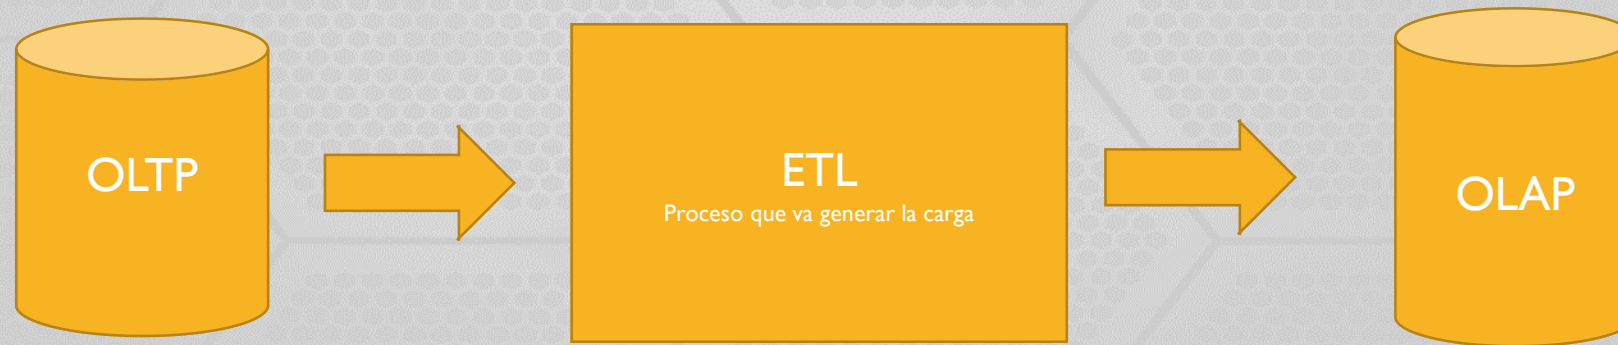 OLTP
ETL
Proceso que va generar la carga
OLAP